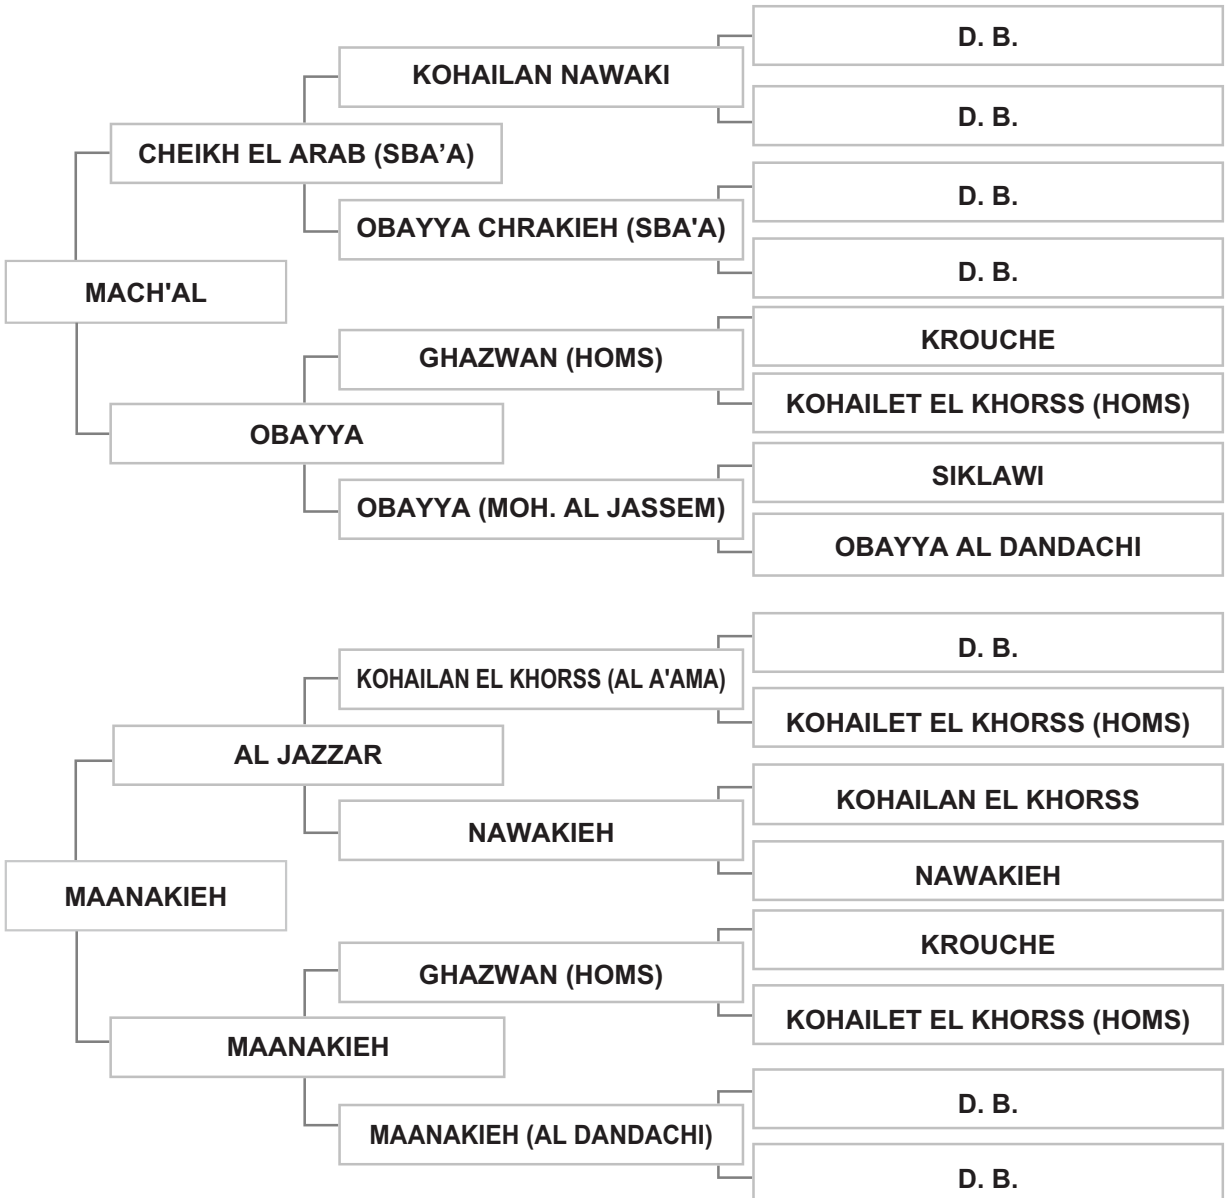 D. B.
KOHAILAN NAWAKI
D. B.
CHEIKH EL ARAB (SBA’A)
D. B.
OBAYYA CHRAKIEH (SBA'A)
D. B.
MACH'AL
KROUCHE
GHAZWAN (HOMS)
KOHAILET EL KHORSS (HOMS)
OBAYYA
SIKLAWI
OBAYYA (MOH. AL JASSEM)
OBAYYA AL DANDACHI
D. B.
KOHAILAN EL KHORSS (AL A'AMA)
KOHAILET EL KHORSS (HOMS)
AL JAZZAR
KOHAILAN EL KHORSS
NAWAKIEH
NAWAKIEH
MAANAKIEH
KROUCHE
GHAZWAN (HOMS)
KOHAILET EL KHORSS (HOMS)
MAANAKIEH
D. B.
MAANAKIEH (AL DANDACHI)
D. B.